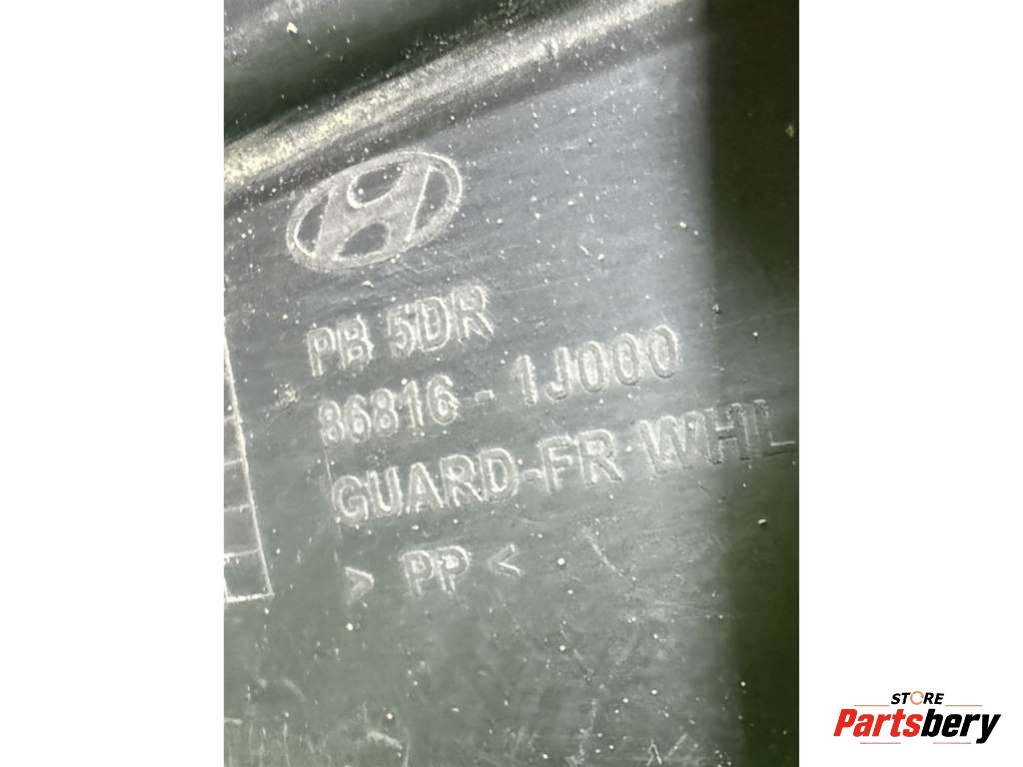 PB 5DR
86816-1J000
GUARD-FR WHL
> PP <
STORE
Partsbery